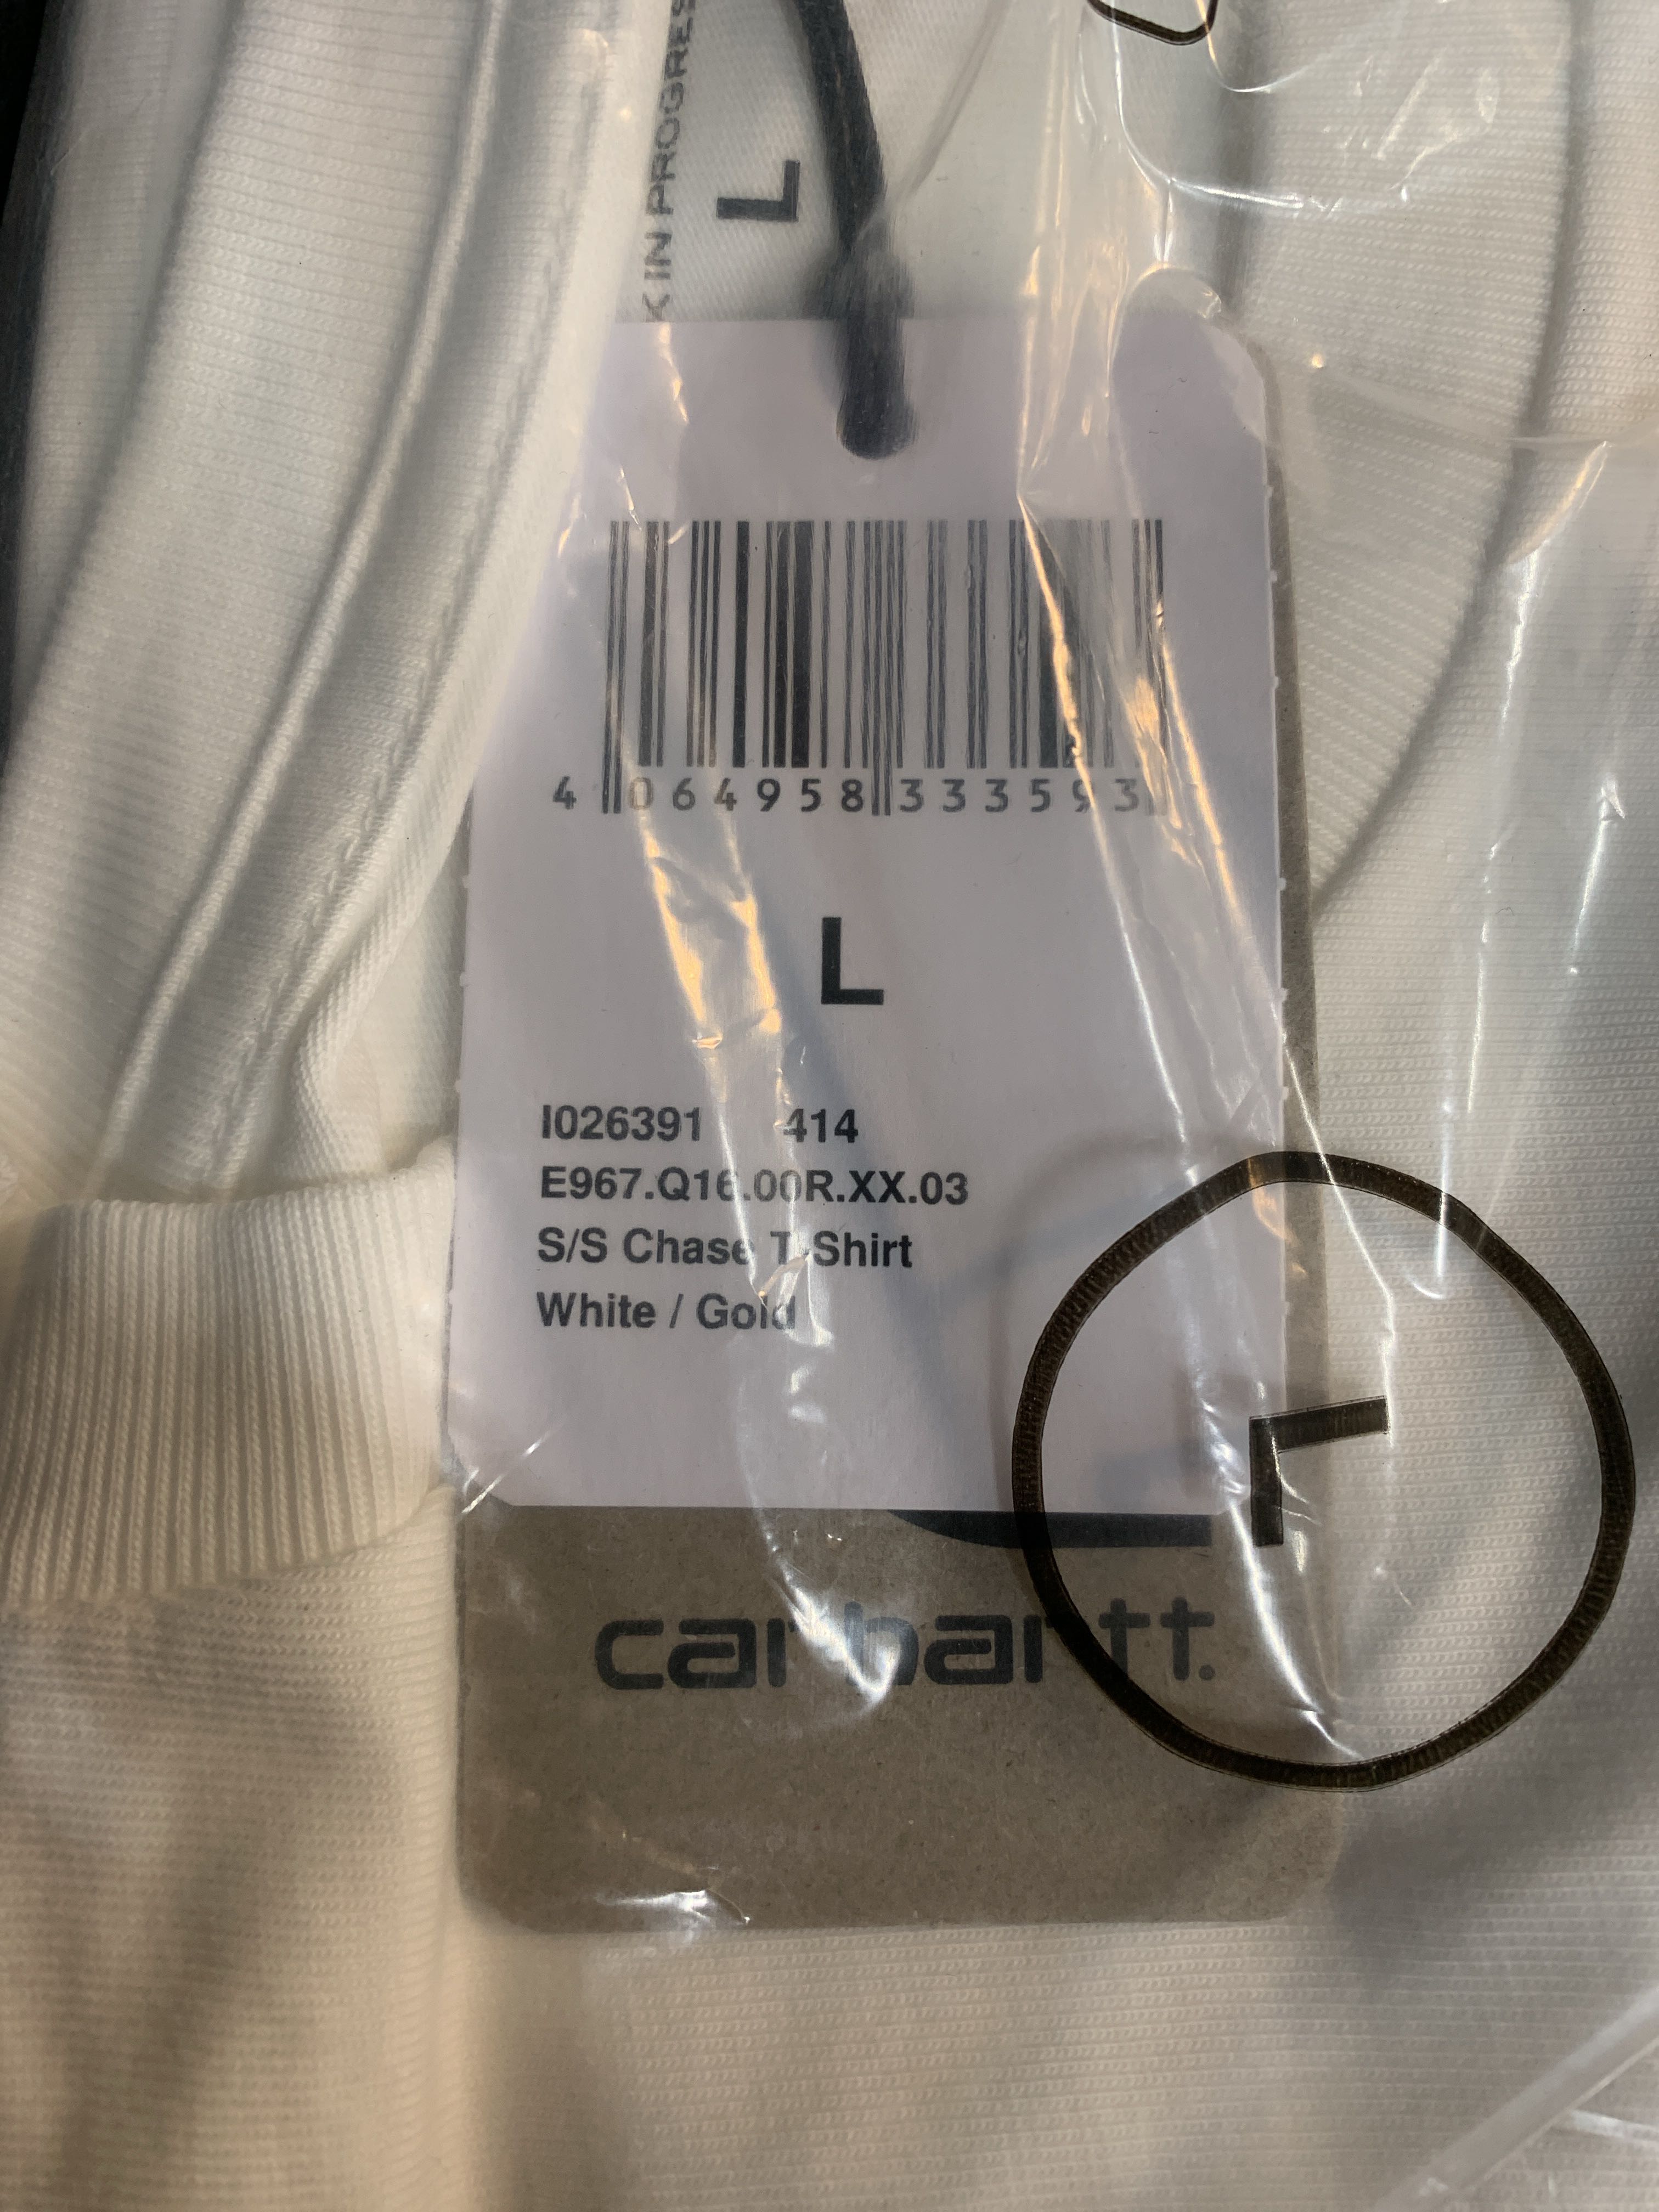 K IN PROGRES
L
4 064958 333593
L
I026391 414
E967.Q16.00R.XX.03
S/S Chase T-Shirt
White / Gold
L
carhartt.